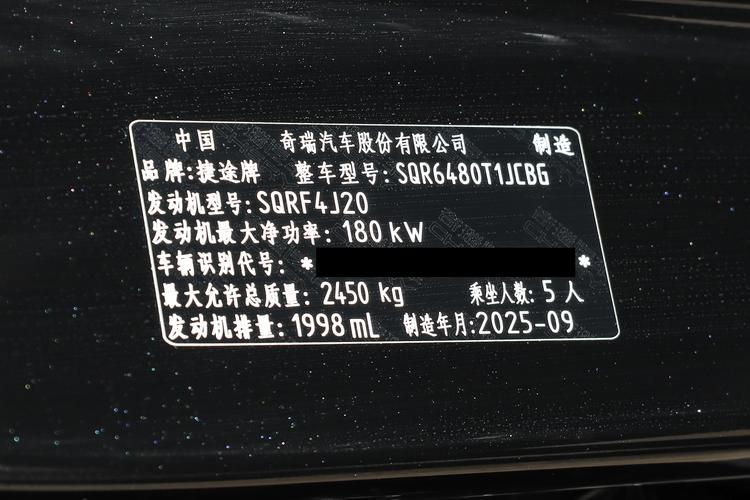 中国 奇瑞汽车股份有限公司 制造
品牌:捷途牌 整车型号:SQR6480T1JCBG
发动机型号:SQRF4J20
发动机最大净功率: 180 kW
车辆识别代号: * *
最大允许总质量: 2450 kg 乘坐人数: 5 人
发动机排量: 1998 mL 制造年月:2025-09